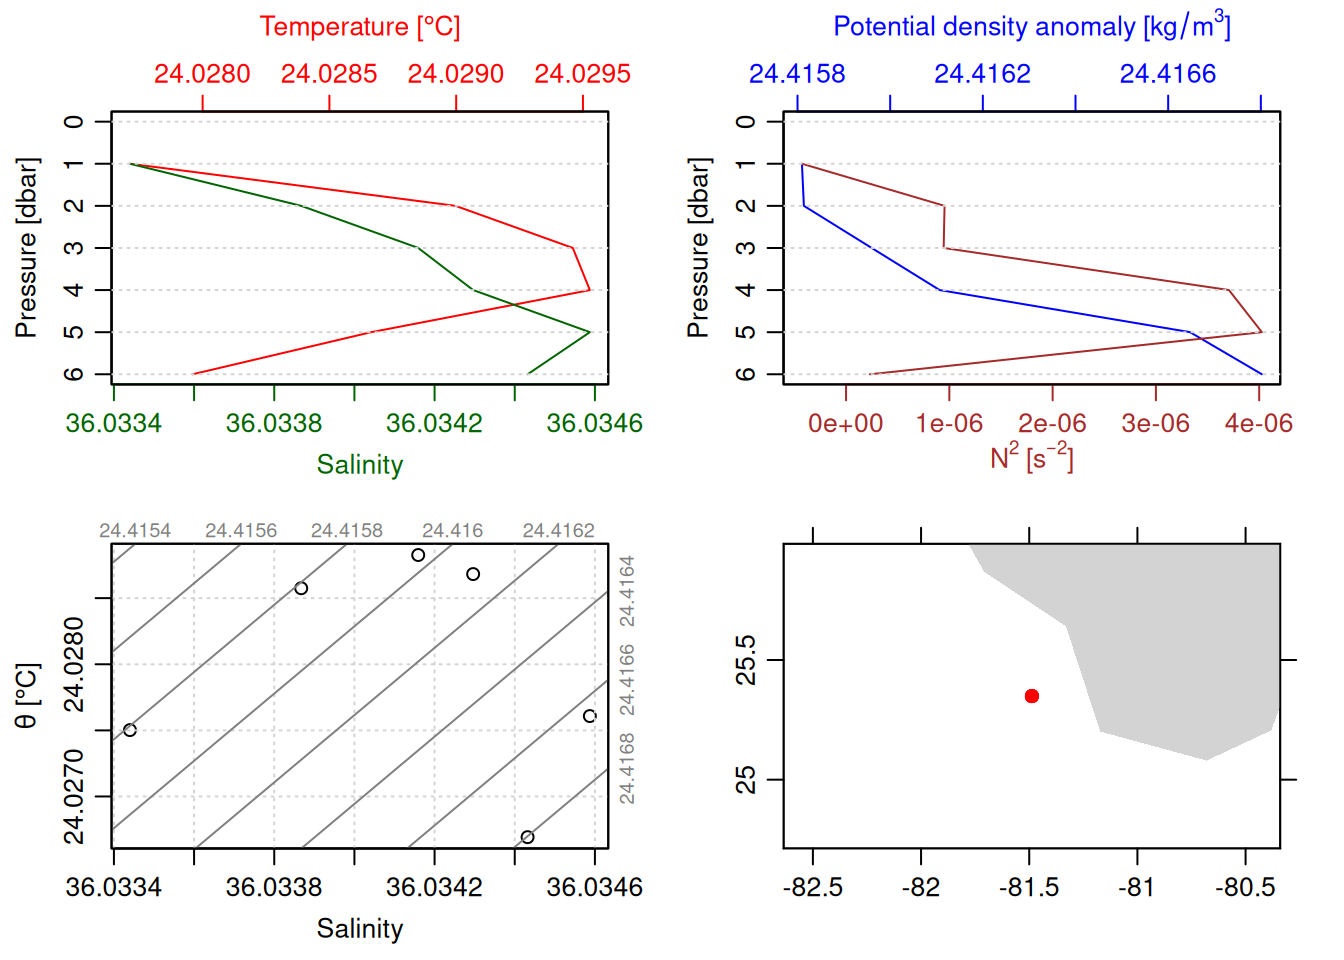 Temperature [°C]
24.0280 24.0285 24.0290 24.0295
Pressure [dbar]
0
1
2
3
4
5
6
36.0334 36.0338 36.0342 36.0346
Salinity
Potential density anomaly [kg/m³]
24.4158 24.4162 24.4166
Pressure [dbar]
0
1
2
3
4
5
6
0e+00 1e-06 2e-06 3e-06 4e-06
N² [s⁻²]
24.4154 24.4156 24.4158 24.416 24.4162
24.4164
24.4166
24.4168
θ [°C]
24.0280
24.0270
36.0334 36.0338 36.0342 36.0346
Salinity
25.5
25
-82.5 -82 -81.5 -81 -80.5